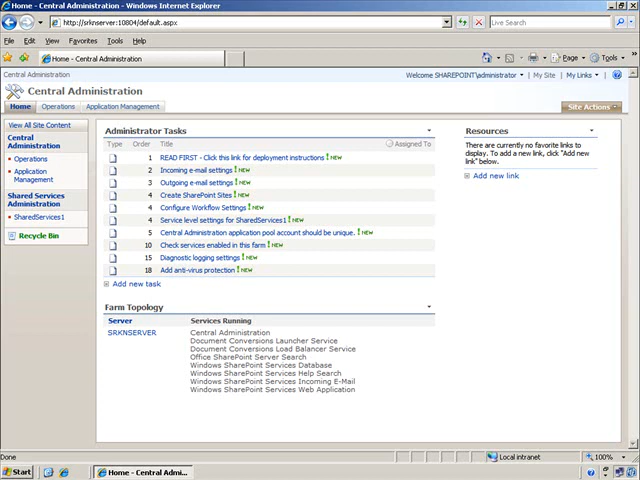 Home - Central Administration - Windows Internet Explorer
http://srknserver:10804/default.aspx
Live Search
File Edit View Favorites Tools Help
Home - Central Administration
Page Tools
Central Administration
Welcome SHAREPOINT\administrator My Site My Links
Central Administration
Home Operations Application Management
Site Actions
View All Site Content
Central Administration
Operations
Application Management
Shared Services Administration
SharedServices1
Recycle Bin
Administrator Tasks
Type Order Title Assigned To
1 READ FIRST - Click this link for deployment instructions ! NEW
2 Incoming e-mail settings ! NEW
3 Outgoing e-mail settings ! NEW
4 Create SharePoint Sites ! NEW
4 Configure Workflow Settings ! NEW
4 Service level settings for SharedServices1 ! NEW
5 Central Administration application pool account should be unique. ! NEW
10 Check services enabled in this farm ! NEW
15 Diagnostic logging settings ! NEW
18 Add anti-virus protection ! NEW
Add new task
Farm Topology
Server Services Running
SRKNSERVER Central Administration
Document Conversions Launcher Service
Document Conversions Load Balancer Service
Office SharePoint Server Search
Windows SharePoint Services Database
Windows SharePoint Services Help Search
Windows SharePoint Services Incoming E-Mail
Windows SharePoint Services Web Application
Resources
There are currently no favorite links to
display. To add a new link, click "Add new
link" below.
Add new link
Done
Local intranet
100%
Start
Home - Central Admi...